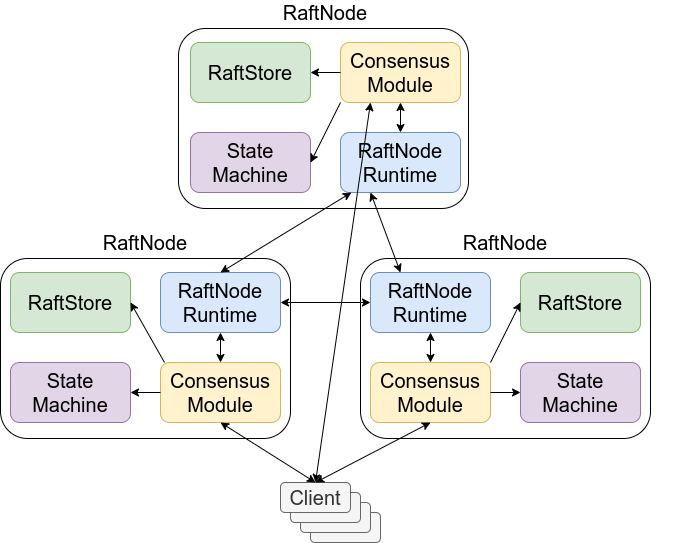 RaftNode
RaftStore
Consensus
Module
State
Machine
RaftNode
Runtime
RaftNode
RaftNode
RaftStore
RaftNode
Runtime
RaftNode
Runtime
RaftStore
State
Machine
Consensus
Module
Consensus
Module
State
Machine
Client